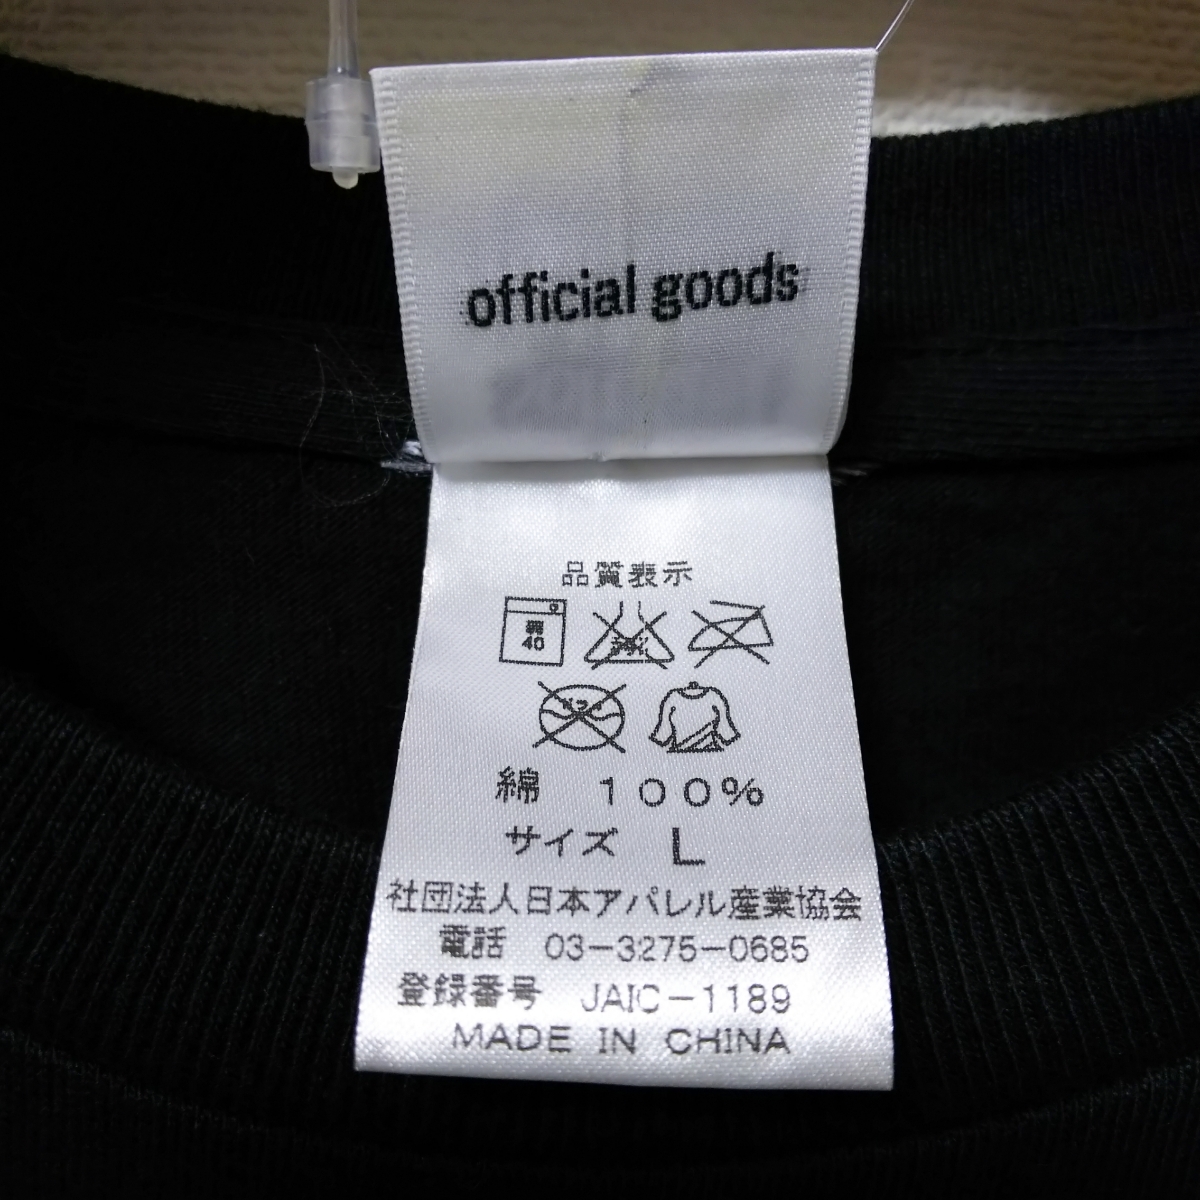 official goods
品質表示
弱
40
綿 100%
サイズ L
社団法人日本アパレル産業協会
電話 03-3275-0685
登録番号 JAIC-1189
MADE IN CHINA